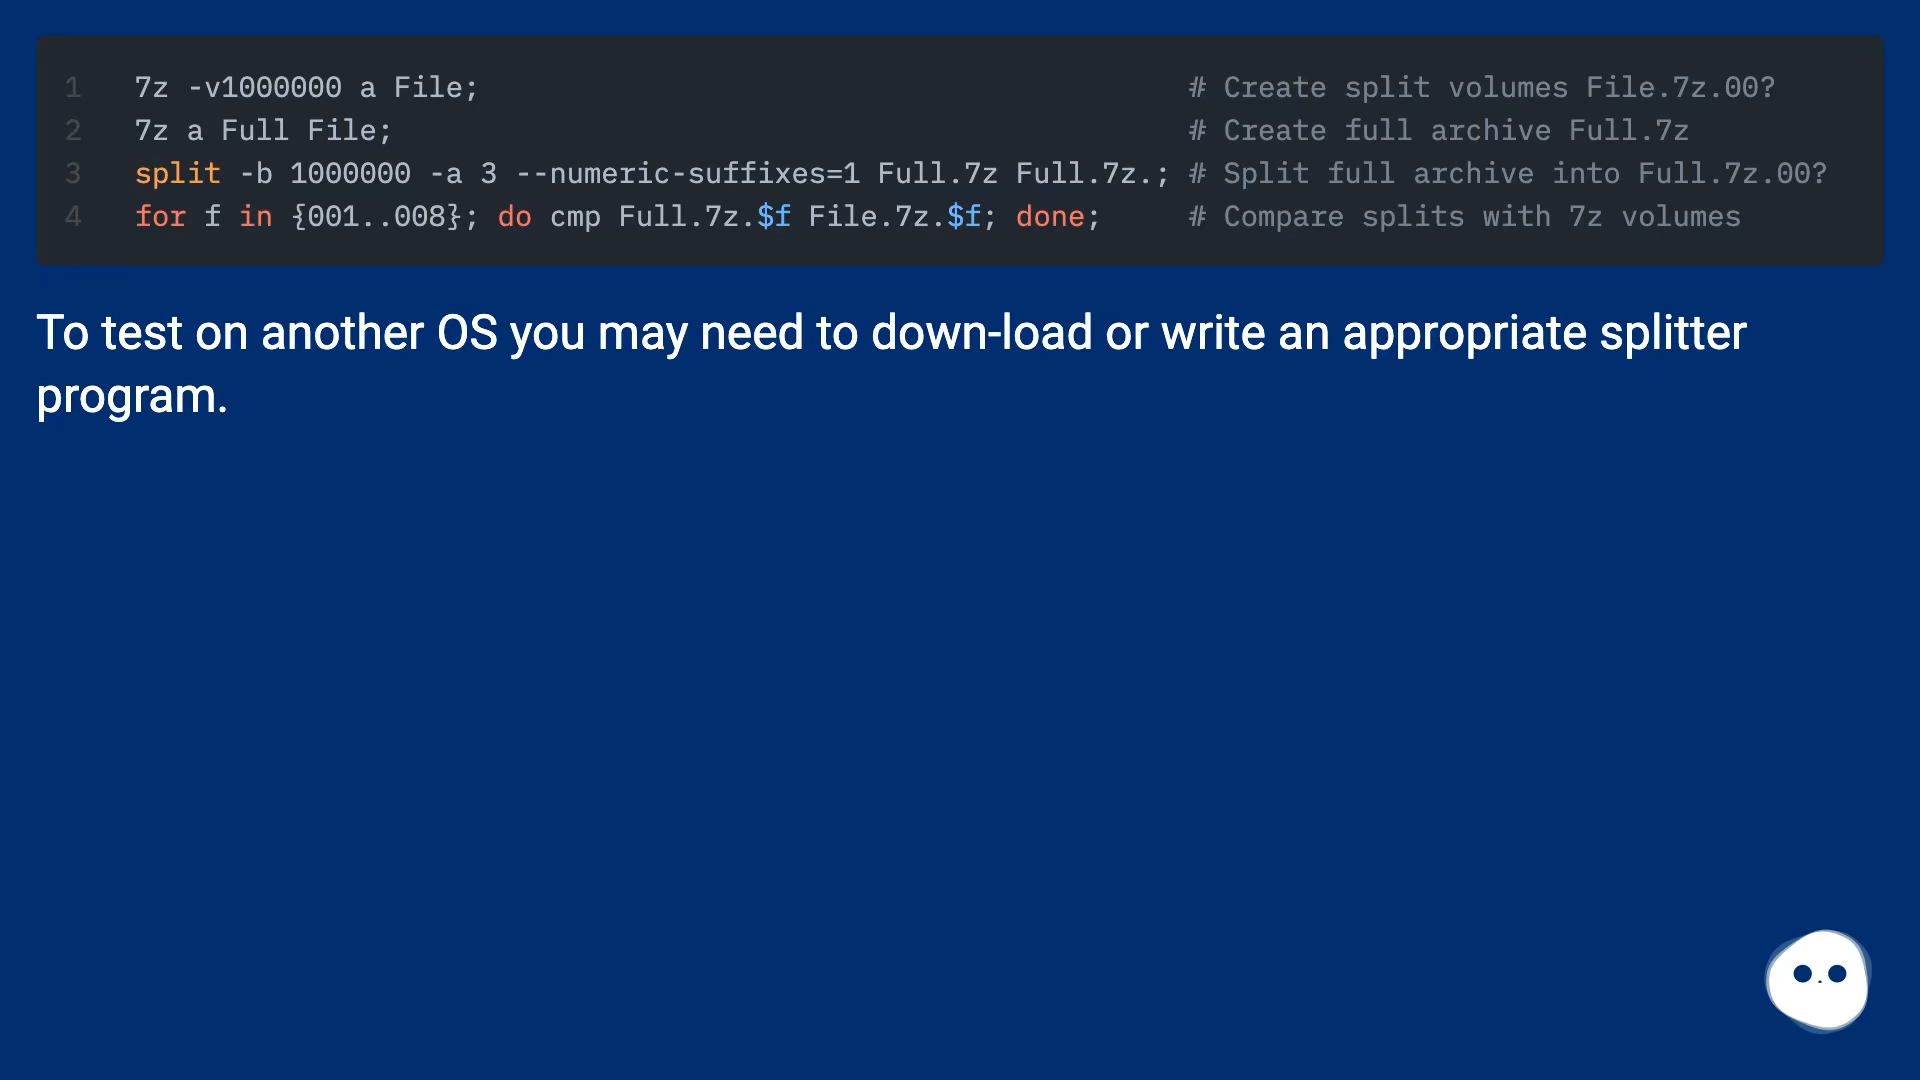 1 7z -v1000000 a File; # Create split volumes File.7z.00?
2 7z a Full File; # Create full archive Full.7z
3 split -b 1000000 -a 3 --numeric-suffixes=1 Full.7z Full.7z.; # Split full archive into Full.7z.00?
4 for f in {001..008}; do cmp Full.7z.$f File.7z.$f; done; # Compare splits with 7z volumes
To test on another OS you may need to down-load or write an appropriate splitter
program.